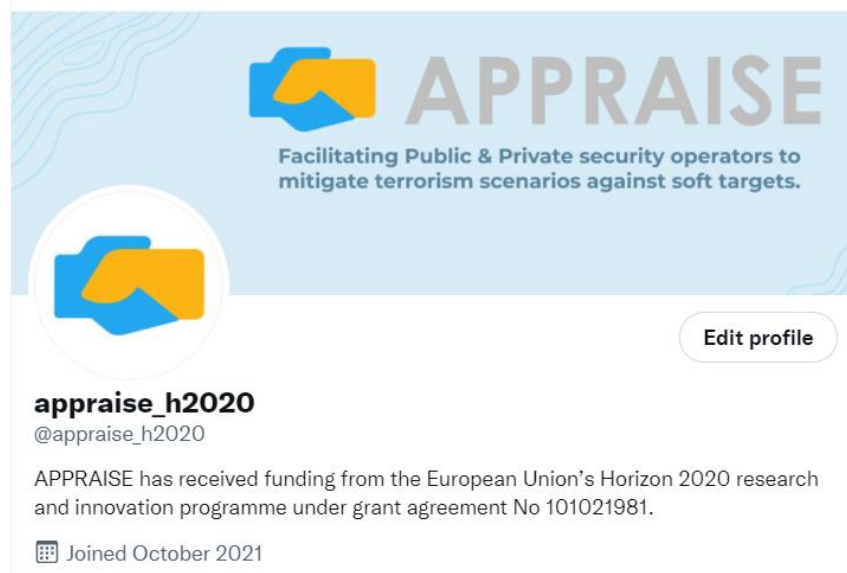 APPRAISE
Facilitating Public & Private security operators to
mitigate terrorism scenarios against soft targets.
Edit profile
appraise_h2020
@appraise_h2020
APPRAISE has received funding from the European Union's Horizon 2020 research
and innovation programme under grant agreement No 101021981.
Joined October 2021